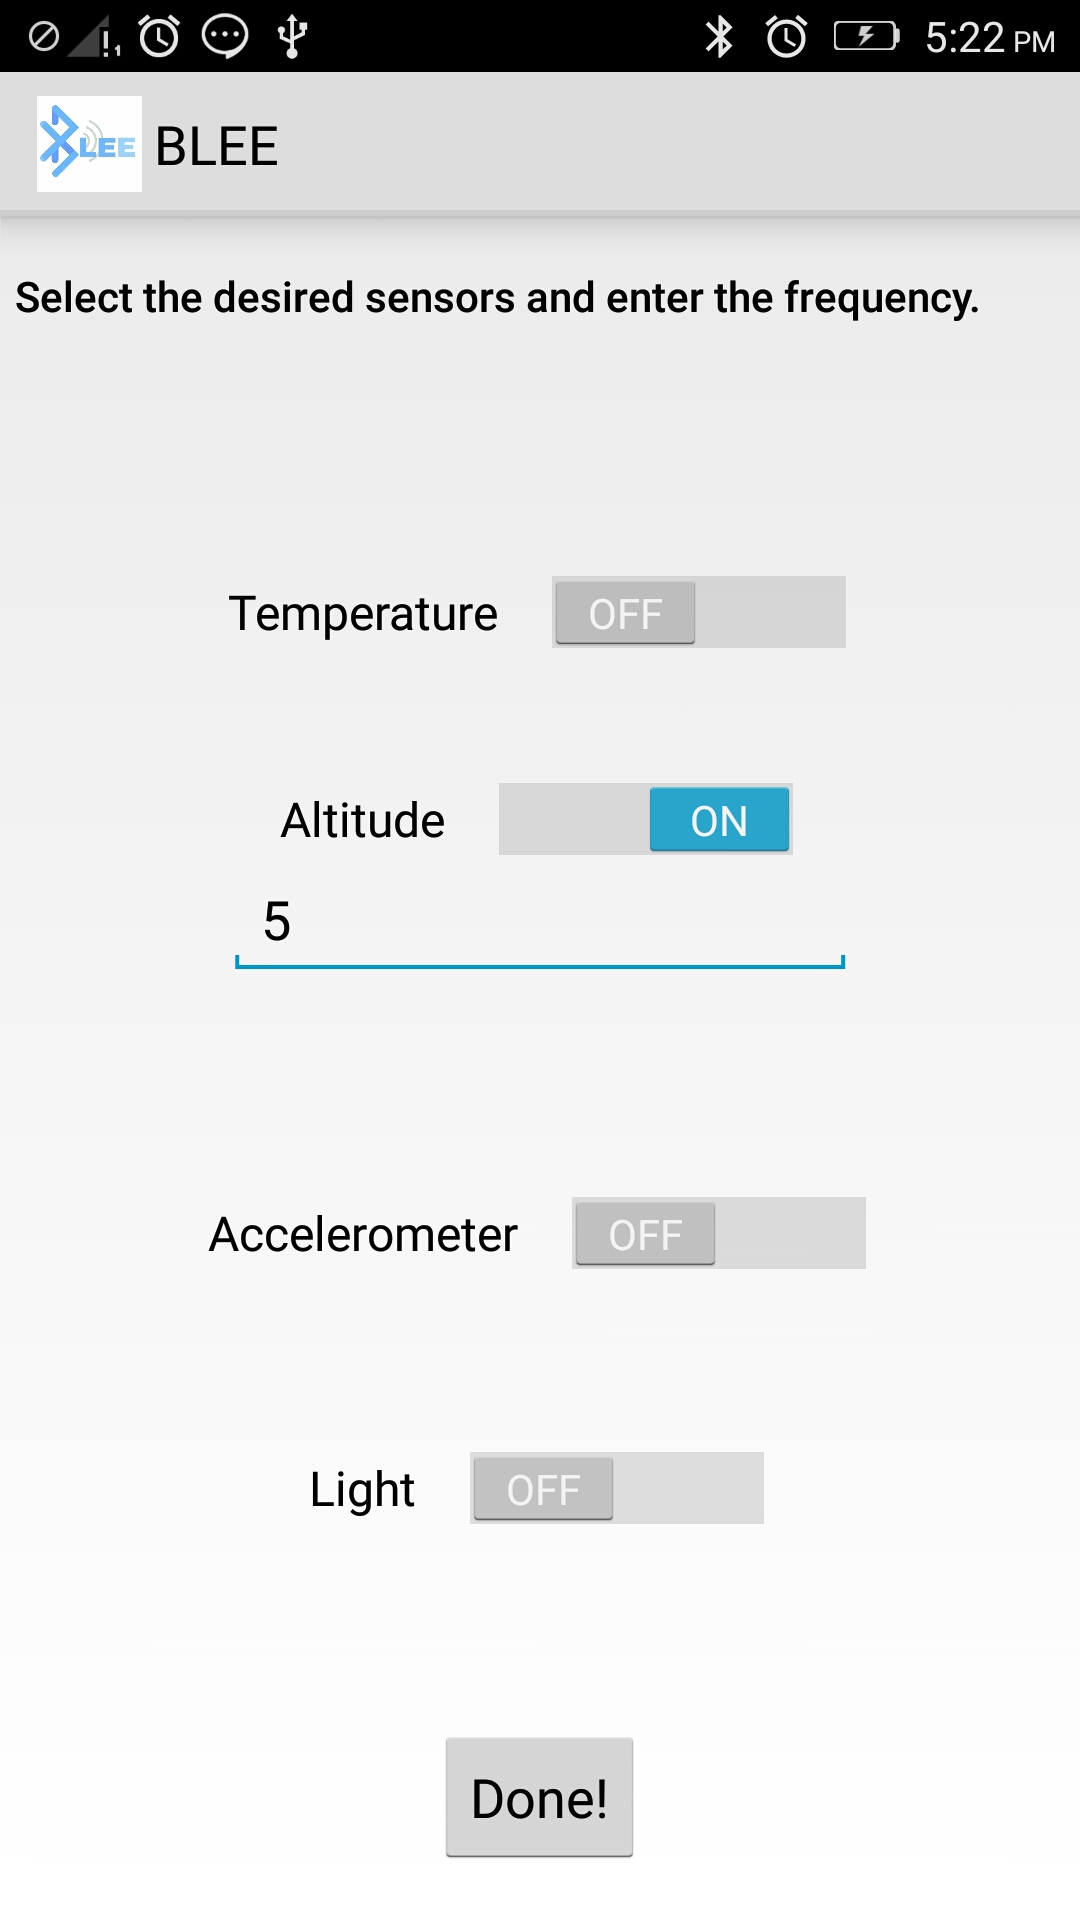 5:22 PM
LEE BLEE
Select the desired sensors and enter the frequency.
Temperature OFF
Altitude ON
5
Accelerometer OFF
Light OFF
Done!